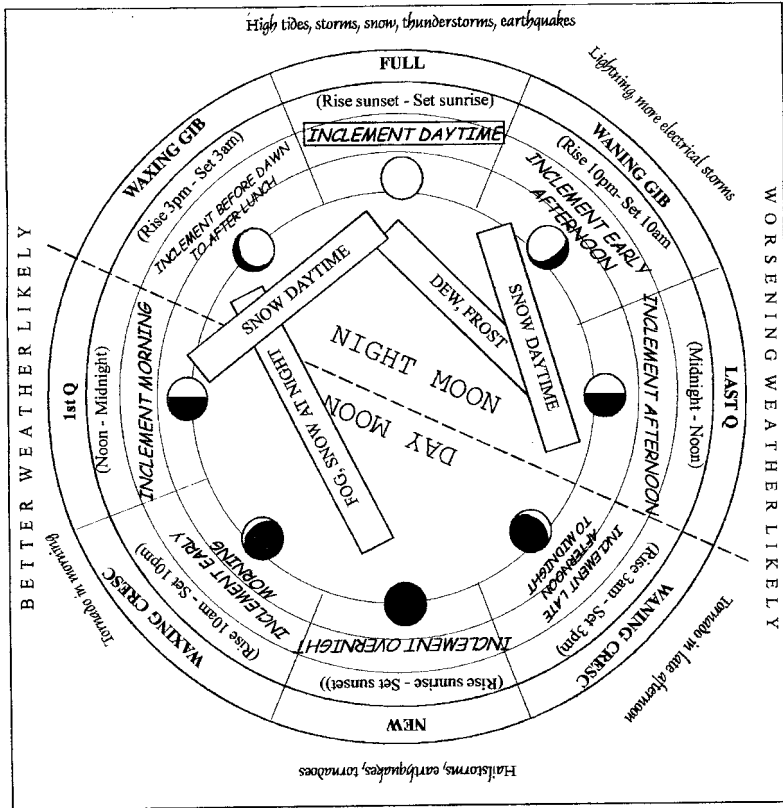 High tides, storms, snow, thunderstorms, earthquakes
FULL
(Rise sunset - Set sunrise)
INCLEMENT DAYTIME
Lightning, more electrical storms
WANING GIB
(Rise 10pm- Set 10am
INCLEMENT EARLY
AFTERNOON
WORSENING WEATHER LIKELY
LAST Q
(Midnight - Noon)
INCLEMENT AFTERNOON
Tornado in late afternoon
WANING CRESC
(Rise 3am Set 3pm)
INCLEMENT LATE
AFTERNOON
TO MIDNIGHT
Hailstorms, earthquakes, tornadoes
NEW
(Rise sunrise - Set sunset))
INCLEMENT OVERNIGHT
Tornado in morning
WAXING CRESC
(Rise 10am - Set 10pm)
INCLEMENT EARLY
MORNING
BETTER WEATHER LIKELY
1st Q
(Noon - Midnight)
INCLEMENT MORNING
WAXING GIB
(Rise 3pm - Set 3am)
INCLEMENT BEFORE DAWN
TO AFTER LUNCH
SNOW DAYTIME
DEW, FROST
SNOW DAYTIME
FOG, SNOW AT NIGHT
NIGHT MOON
DAY MOON